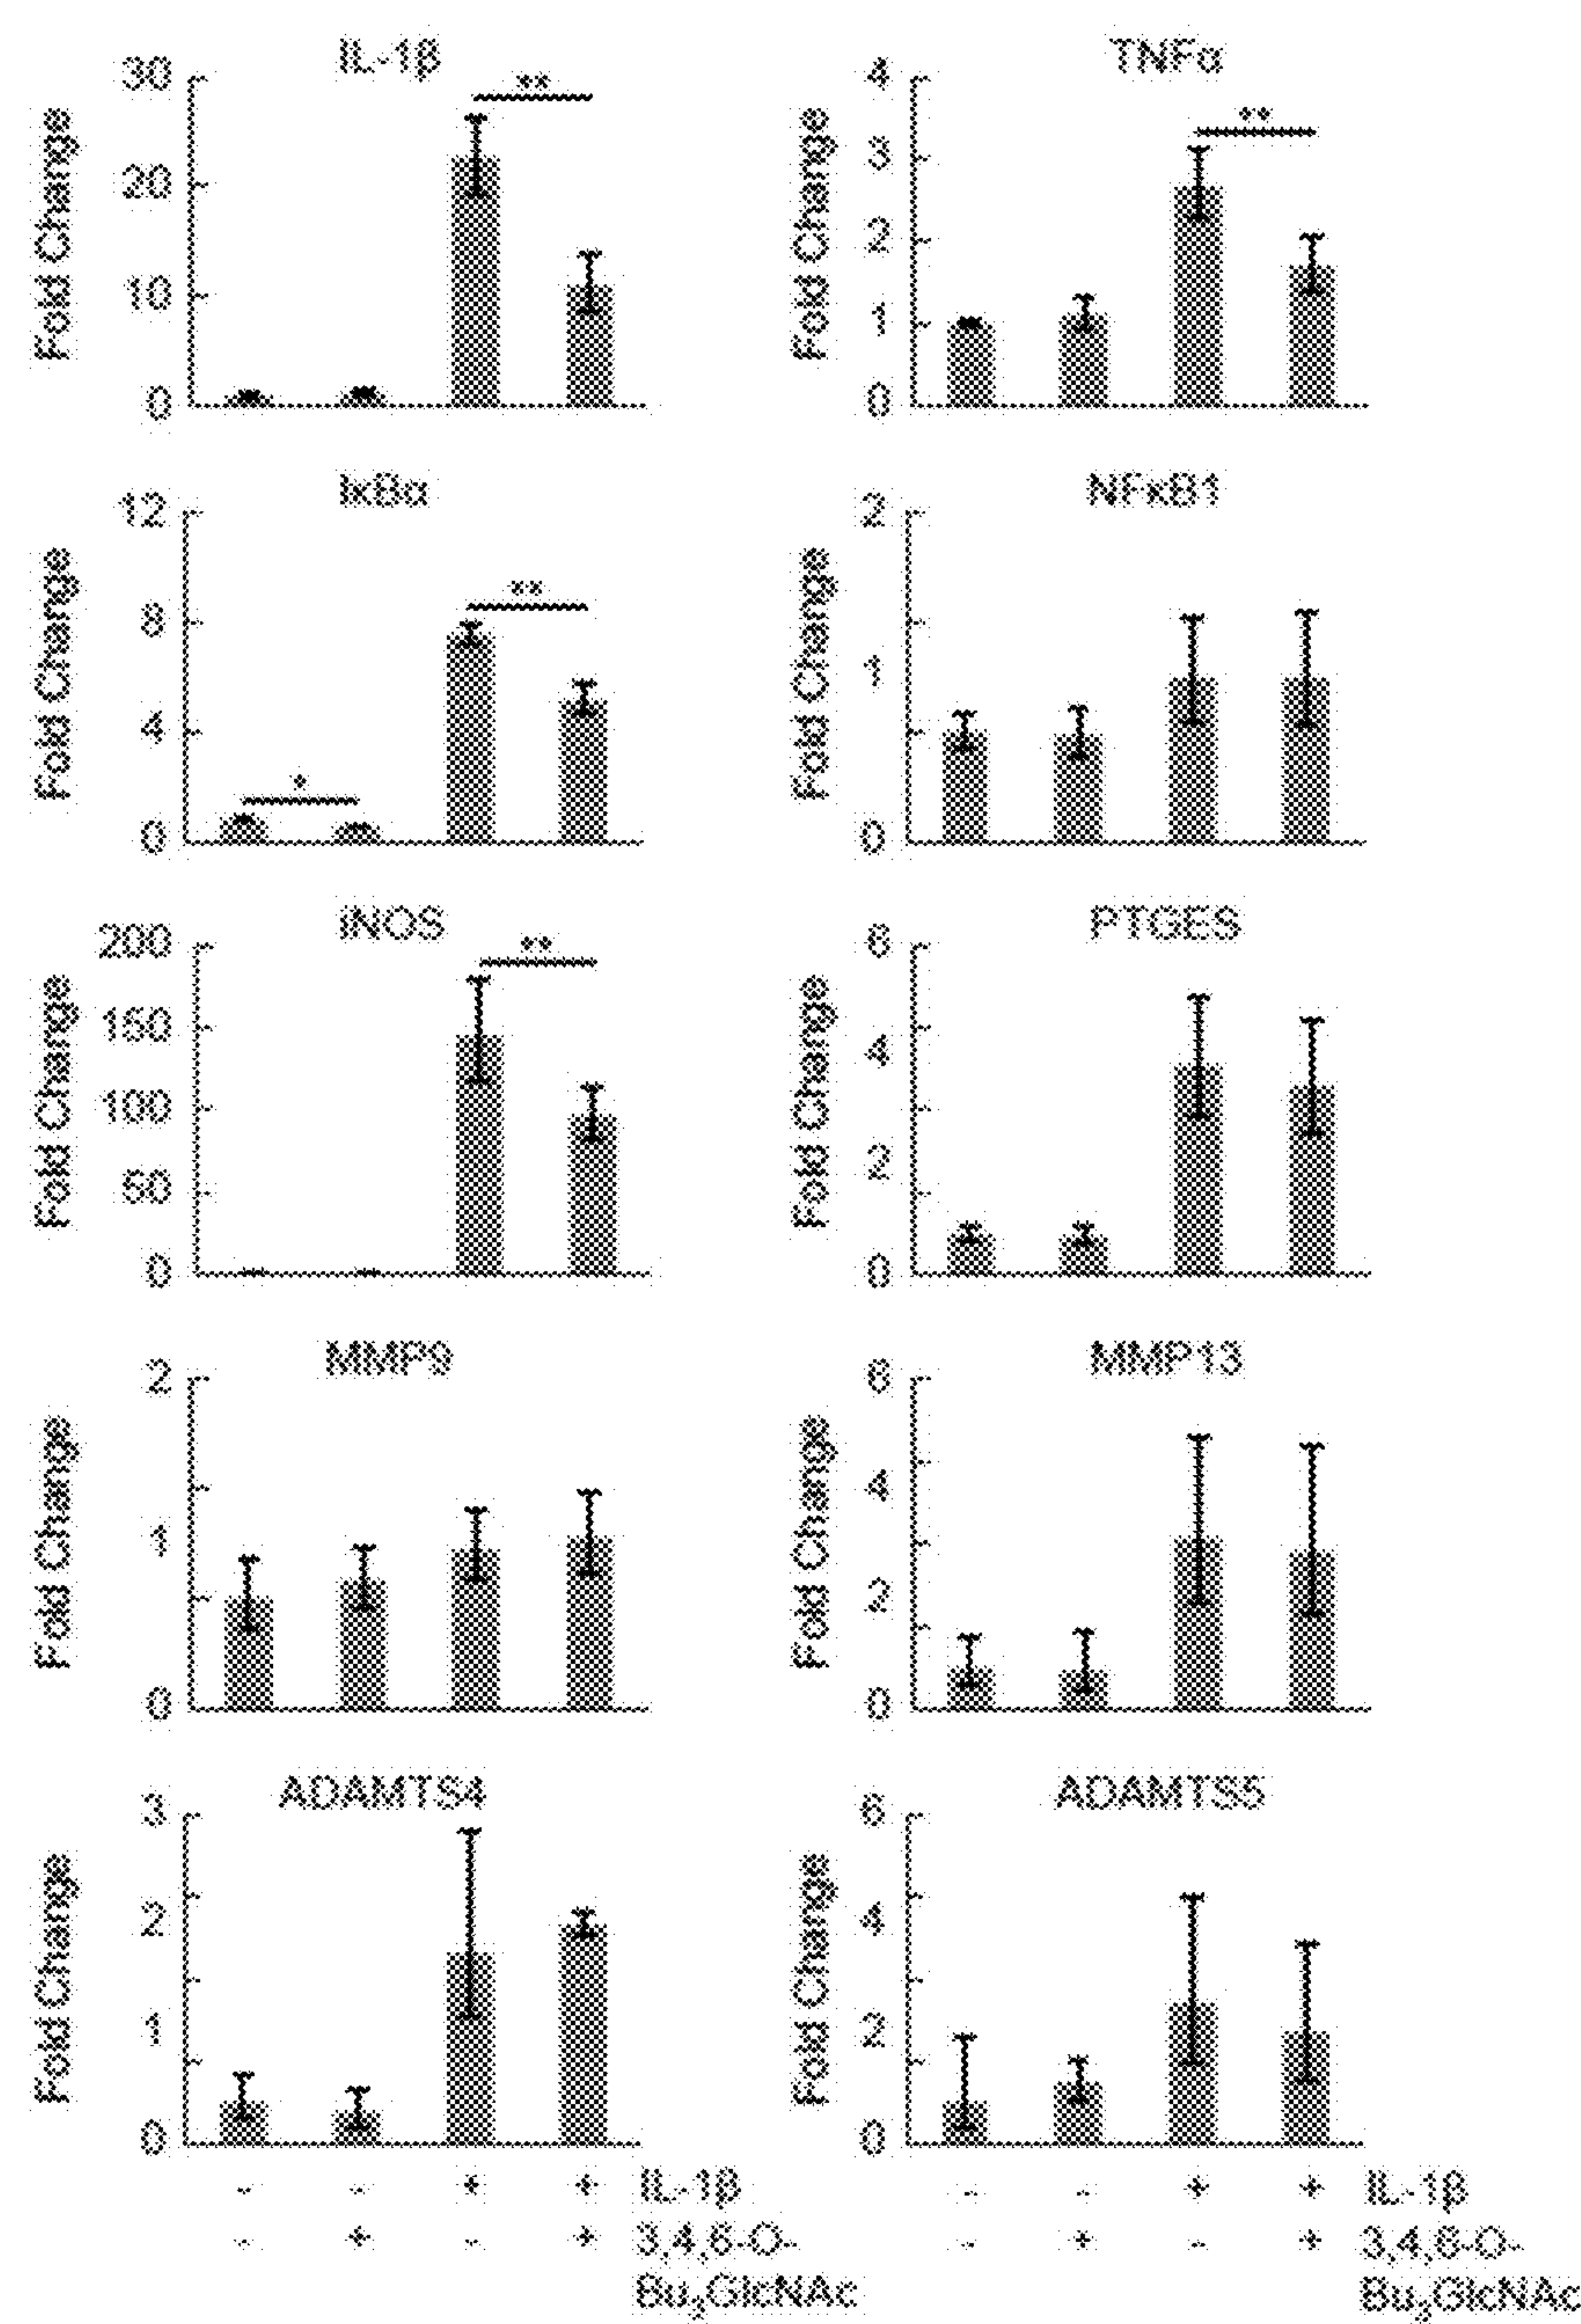 IL-1β
TNFα
Fold Change
30
20
10
0
**
Fold Change
4
3
2
1
0
**
IκBα
NFκB1
Fold Change
12
8
4
0
*
**
Fold Change
2
1
0
iNOS
PTGES
Fold Change
200
150
100
50
0
**
Fold Change
6
4
2
0
MMP9
MMP13
Fold Change
2
1
0
Fold Change
6
4
2
0
ADAMTS4
ADAMTS5
Fold Change
3
2
1
0
Fold Change
6
4
2
0
- - + + IL-1β
- + - + 3,4,6-O-
Bu₃GlcNAc
- - + + IL-1β
- + - + 3,4,6-O-
Bu₃GlcNAc